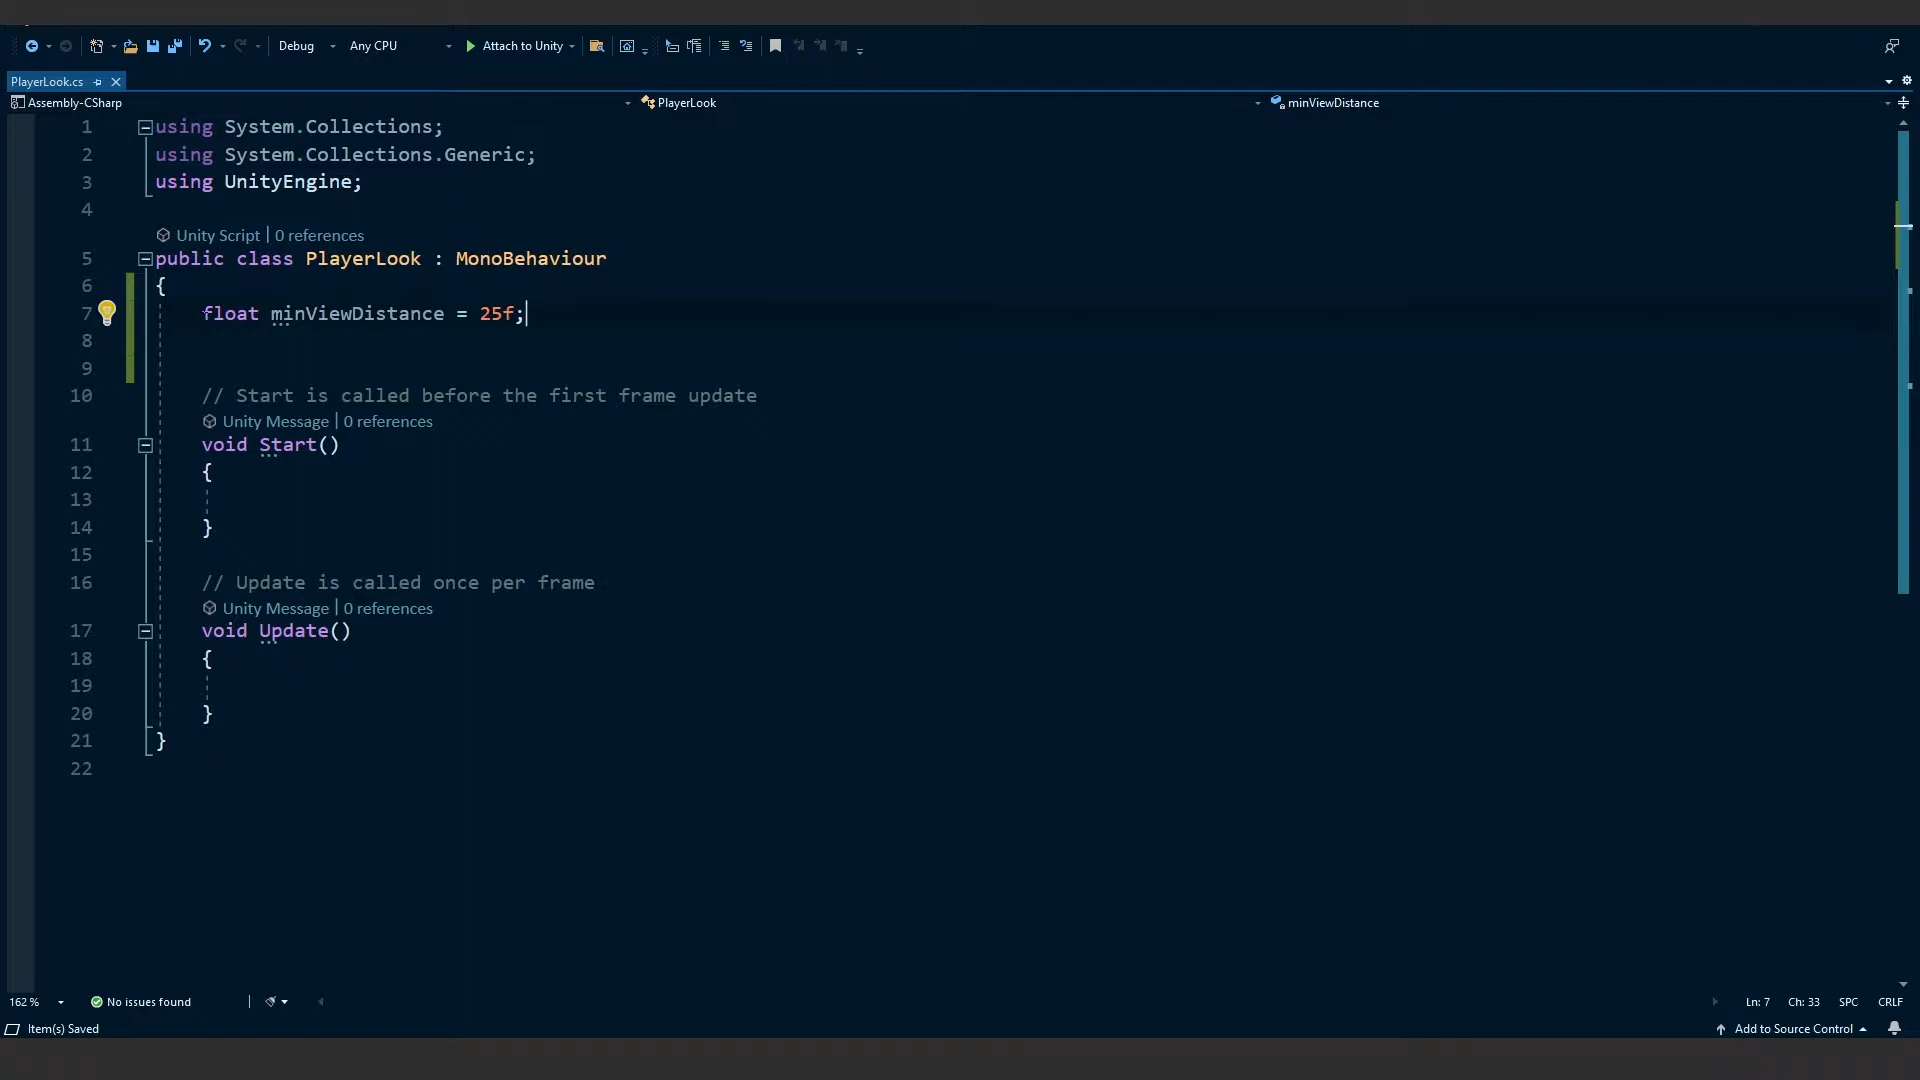 Debug Any CPU Attach to Unity
PlayerLook.cs
Assembly-CSharp PlayerLook minViewDistance
1 using System.Collections;
2 using System.Collections.Generic;
3 using UnityEngine;
4
Unity Script | 0 references
5 public class PlayerLook : MonoBehaviour
6 {
7 float minViewDistance = 25f;
8
9
10 // Start is called before the first frame update
Unity Message | 0 references
11 void Start()
12 {
13
14 }
15
16 // Update is called once per frame
Unity Message | 0 references
17 void Update()
18 {
19
20 }
21 }
22
162 % No issues found Ln: 7 Ch: 33 SPC CRLF
Item(s) Saved Add to Source Control